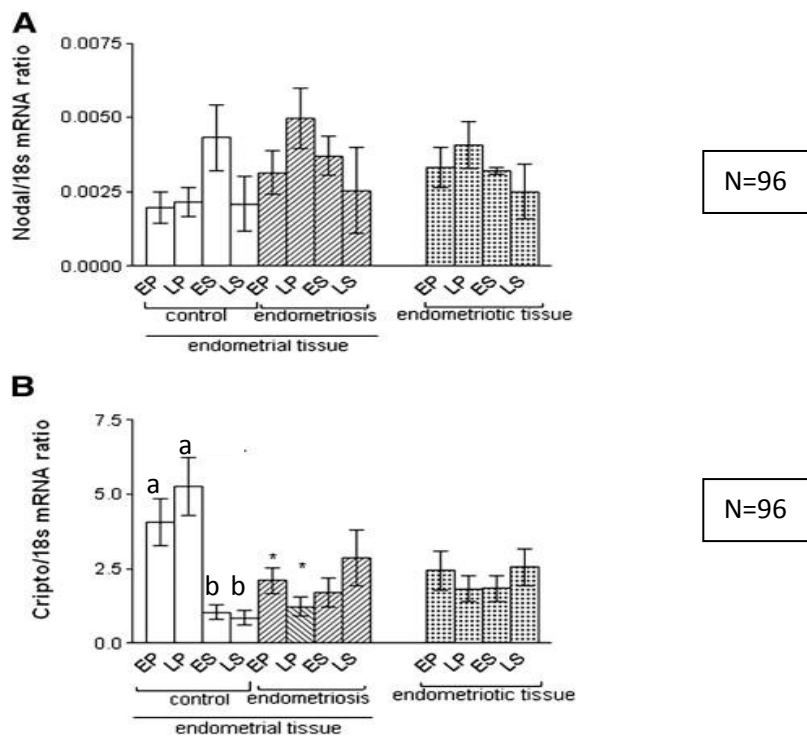 A
Nodal/18s mRNA ratio
0.0075
0.0050
0.0025
0.0000
EP LP ES LS EP LP ES LS EP LP ES LS
control endometriosis endometriotic tissue
endometrial tissue
N=96
B
Cripto/18s mRNA ratio
7.5
5.0
2.5
0.0
a a b b * *
EP LP ES LS EP LP ES LS EP LP ES LS
control endometriosis endometriotic tissue
endometrial tissue
N=96